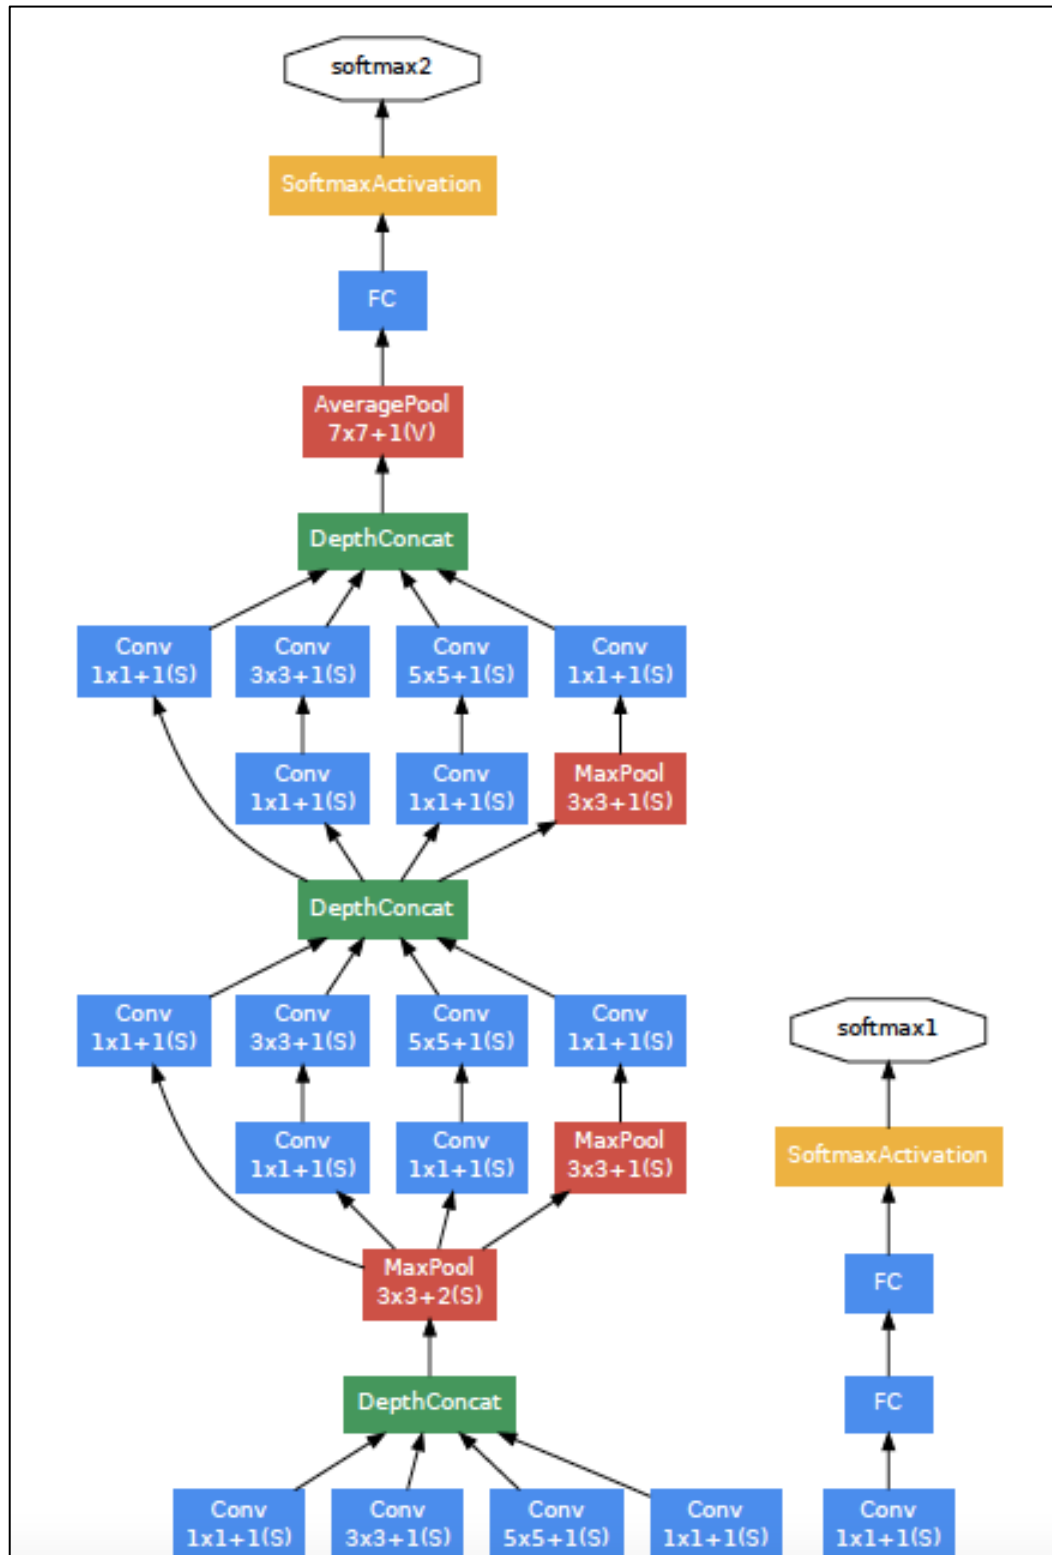 softmax2
SoftmaxActivation
FC
AveragePool
7x7+1(V)
DepthConcat
Conv
1x1+1(S)
Conv
3x3+1(S)
Conv
5x5+1(S)
Conv
1x1+1(S)
Conv
1x1+1(S)
Conv
1x1+1(S)
MaxPool
3x3+1(S)
DepthConcat
Conv
1x1+1(S)
Conv
3x3+1(S)
Conv
5x5+1(S)
Conv
1x1+1(S)
softmax1
Conv
1x1+1(S)
Conv
1x1+1(S)
MaxPool
3x3+1(S)
SoftmaxActivation
MaxPool
3x3+2(S)
FC
DepthConcat
FC
Conv
1x1+1(S)
Conv
3x3+1(S)
Conv
5x5+1(S)
Conv
1x1+1(S)
Conv
1x1+1(S)